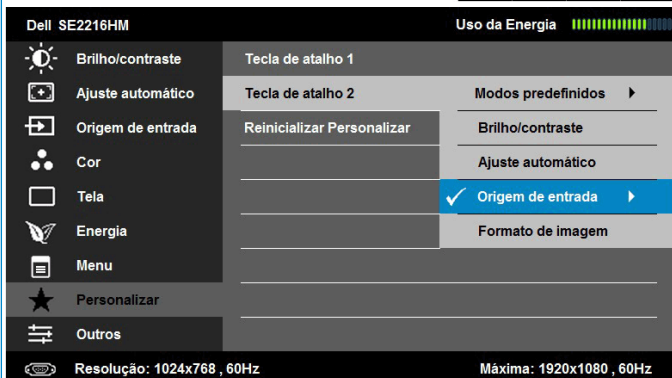 Dell SE2216HM
Uso da Energia
Brilho/contraste
Ajuste automático
Origem de entrada
Cor
Tela
Energia
Menu
Personalizar
Outros
Tecla de atalho 1
Tecla de atalho 2
Reinicializar Personalizar
Modos predefinidos
Brilho/contraste
Ajuste automático
Origem de entrada
Formato de imagem
Resolução: 1024x768 , 60Hz
Máxima: 1920x1080 , 60Hz